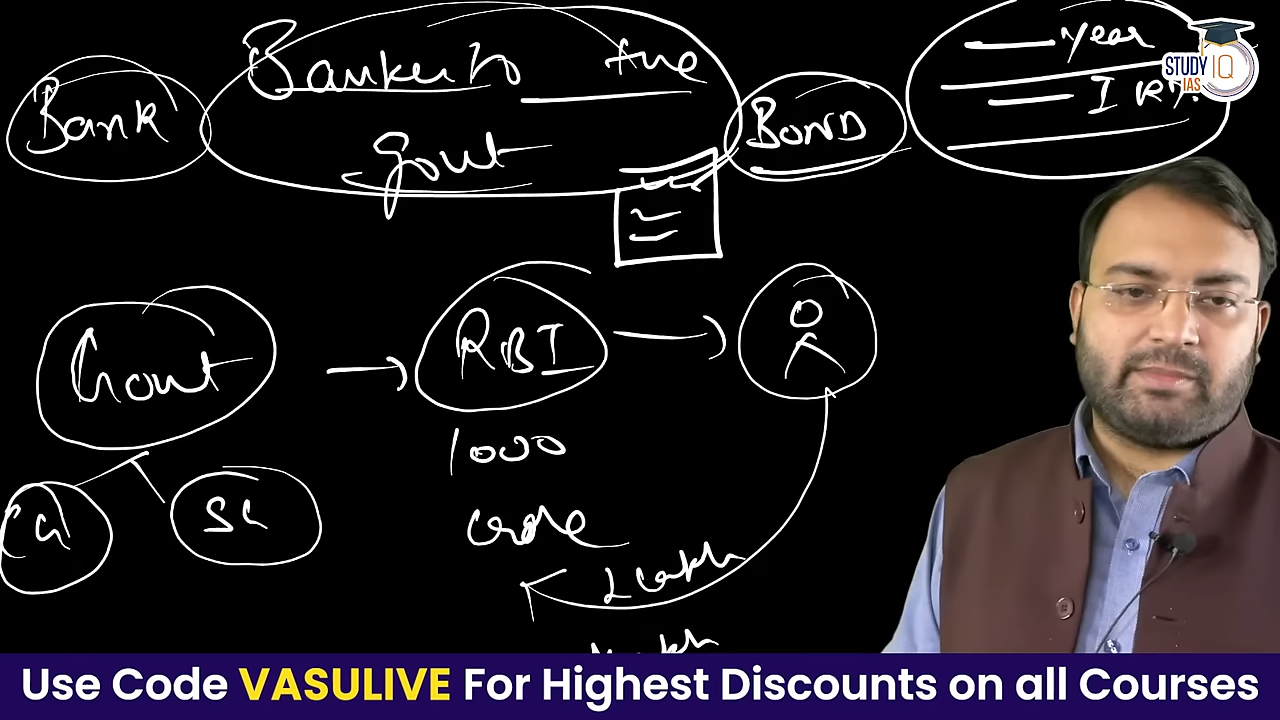 Banker to the
Govt
Bank
BOND
year
I R%
STUDY IQ
IAS
Govt
RBI
1000
crore
CG
SG
Lakh
Use Code VASULIVE For Highest Discounts on all Courses